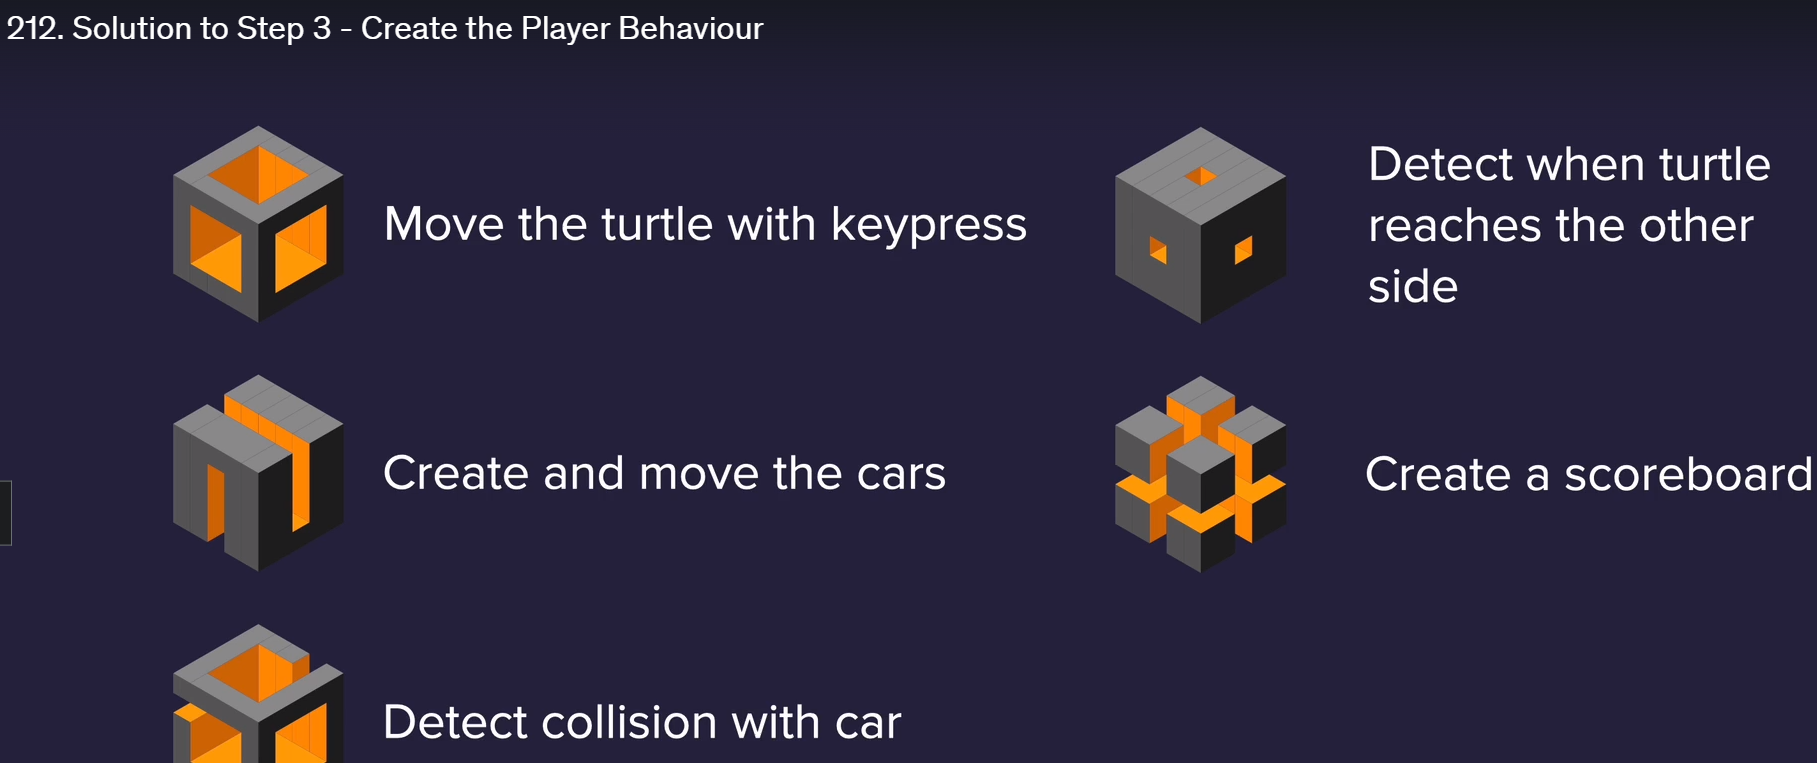 212. Solution to Step 3 - Create the Player Behaviour
Move the turtle with keypress
Create and move the cars
Detect collision with car
Detect when turtle
reaches the other
side
Create a scoreboard